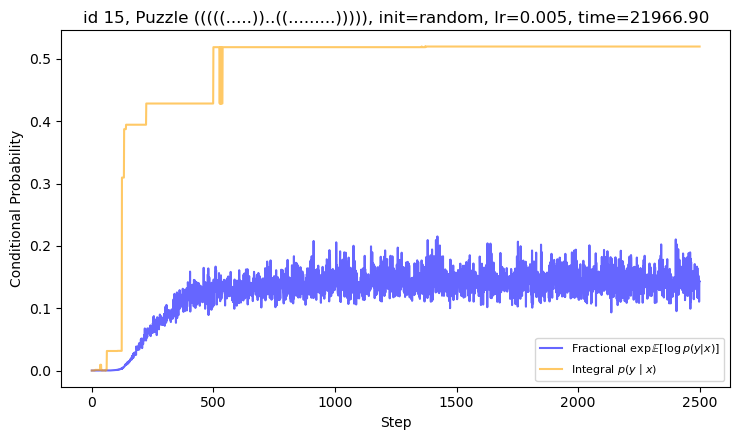 id 15, Puzzle (((((.....))..((.........))))), init=random, lr=0.005, time=21966.90
Conditional Probability
0.5
0.4
0.3
0.2
0.1
0.0
Fractional exp𝔼[log p(y|x)]
Integral p(y | x)
0 500 1000 1500 2000 2500
Step